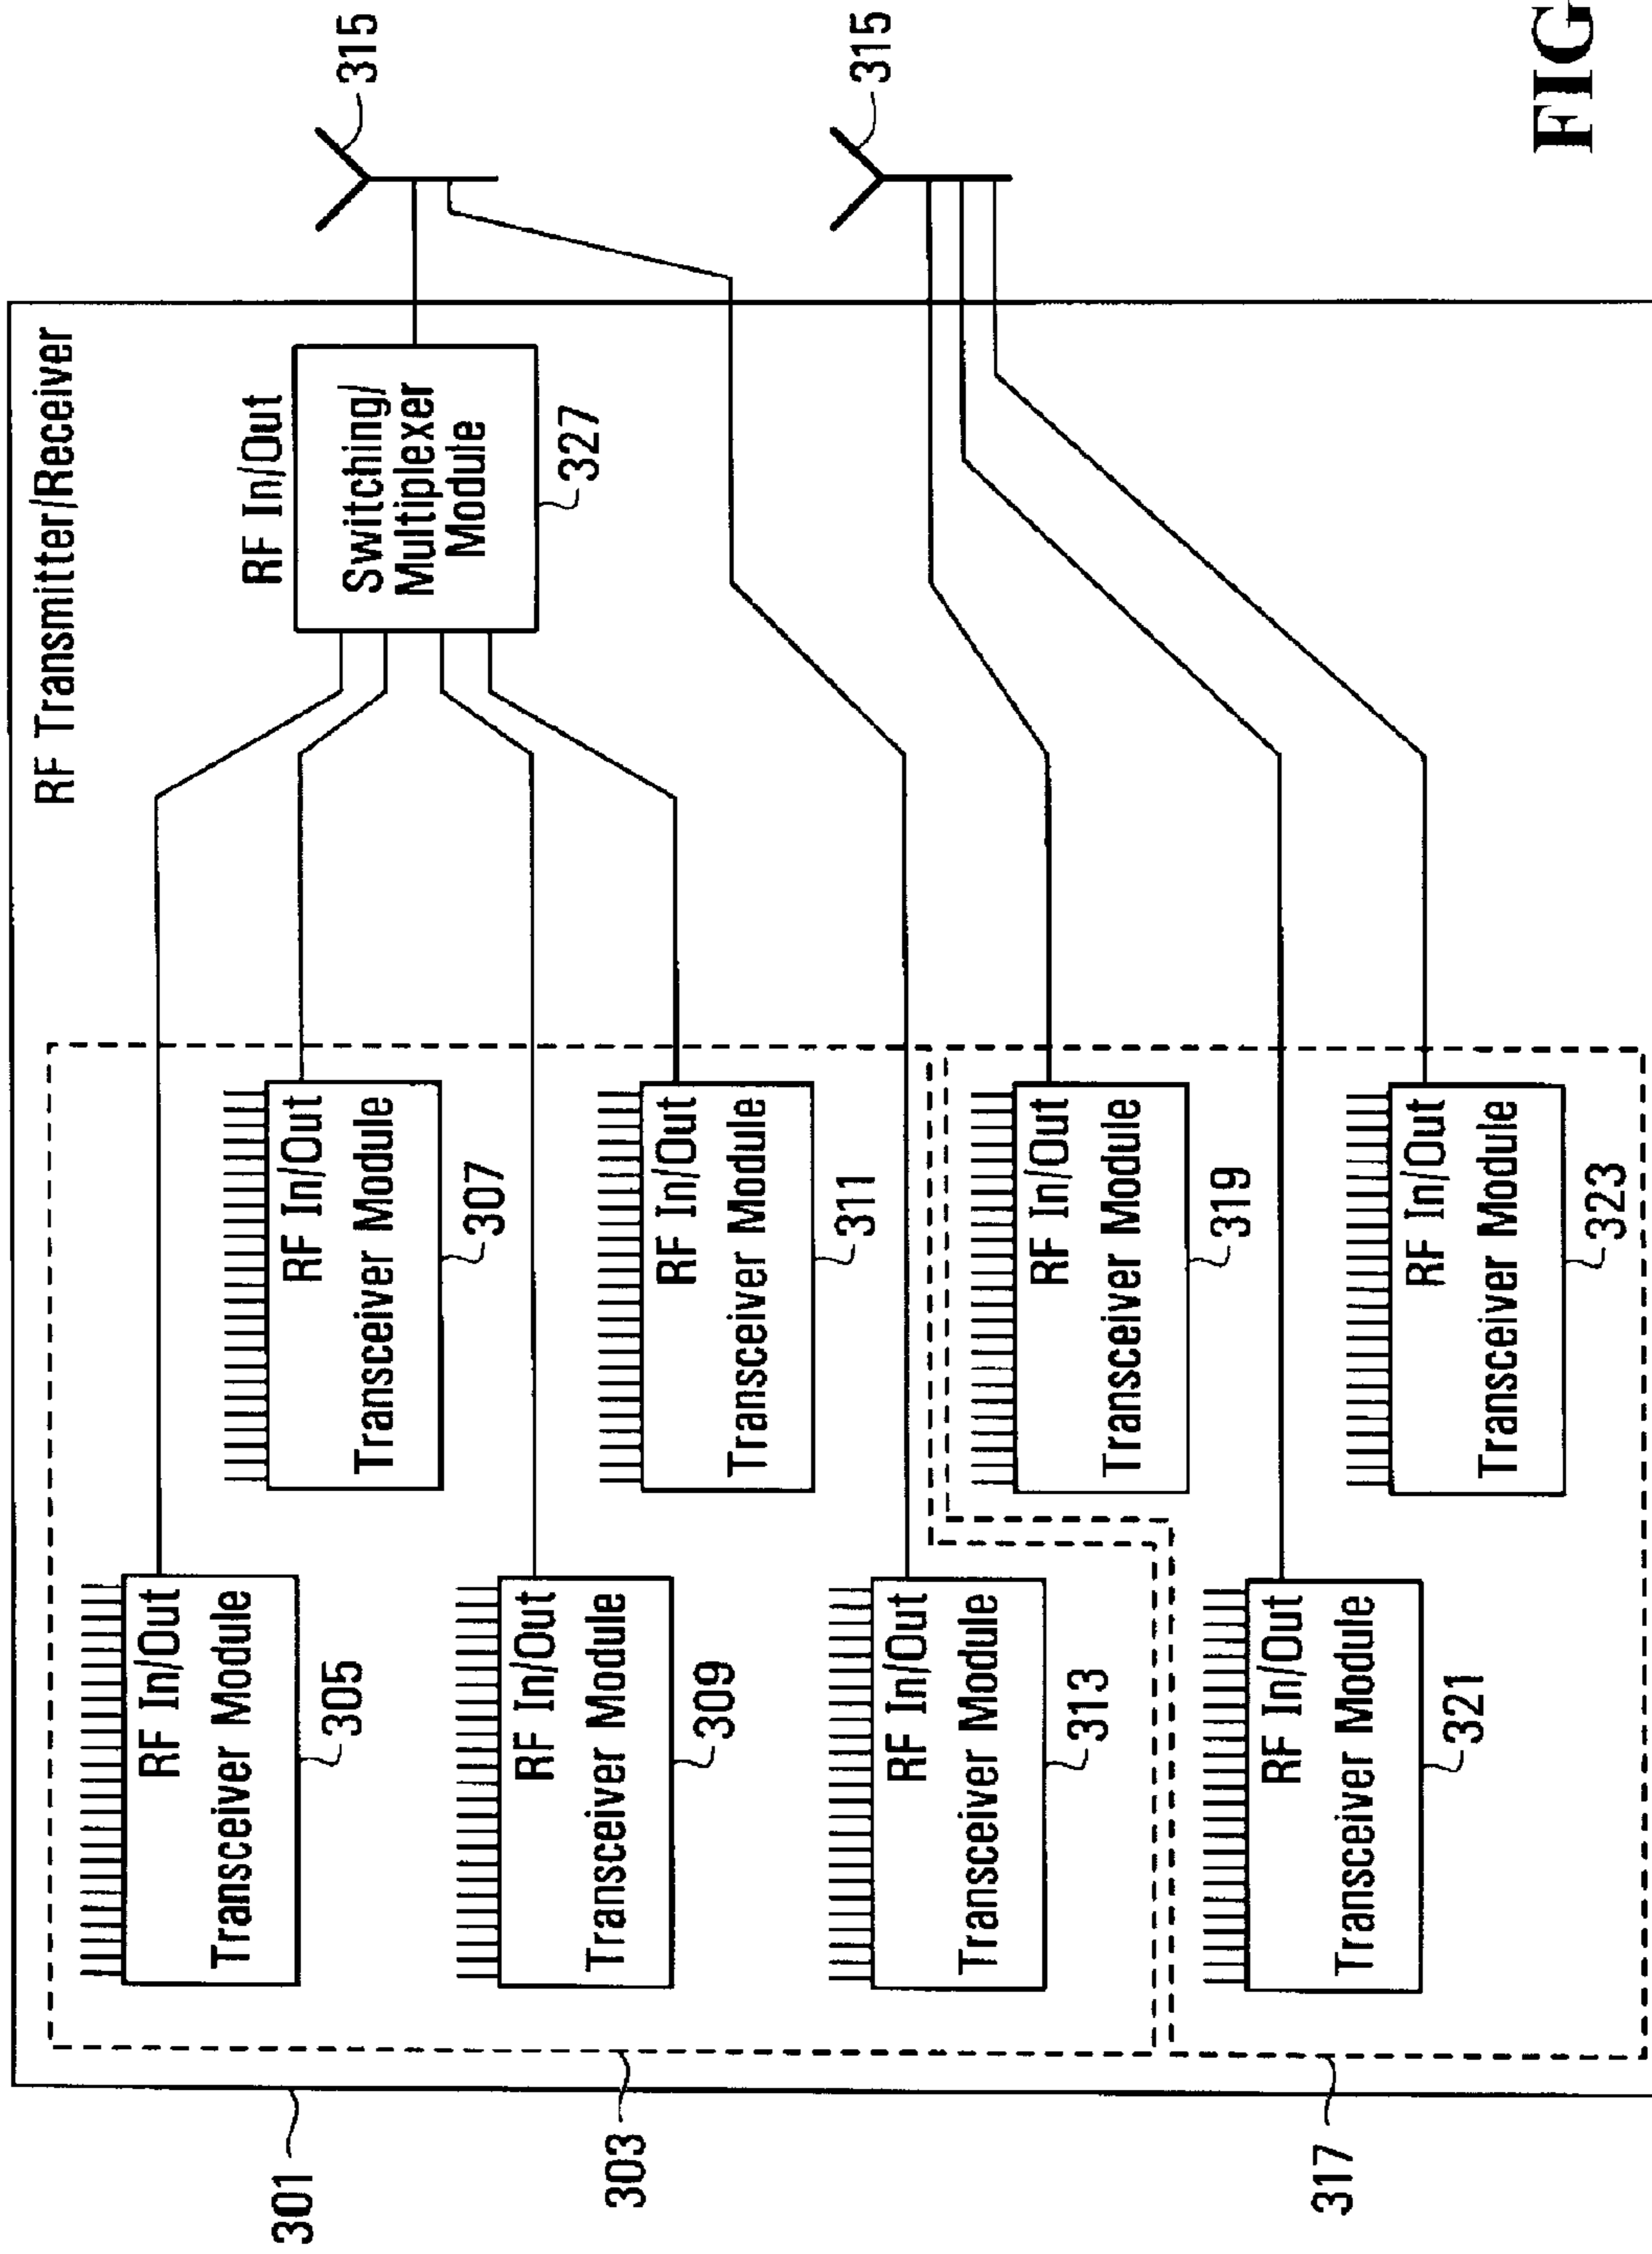 RF Transmitter/Receiver
301
303
317
RF In/Out
Transceiver Module
305
RF In/Out
Transceiver Module
307
RF In/Out
Transceiver Module
309
RF In/Out
Transceiver Module
311
RF In/Out
Transceiver Module
313
RF In/Out
Transceiver Module
319
RF In/Out
Transceiver Module
321
RF In/Out
Transceiver Module
323
RF In/Out
Switching/
Multiplexer
Module
327
315
315
FIG